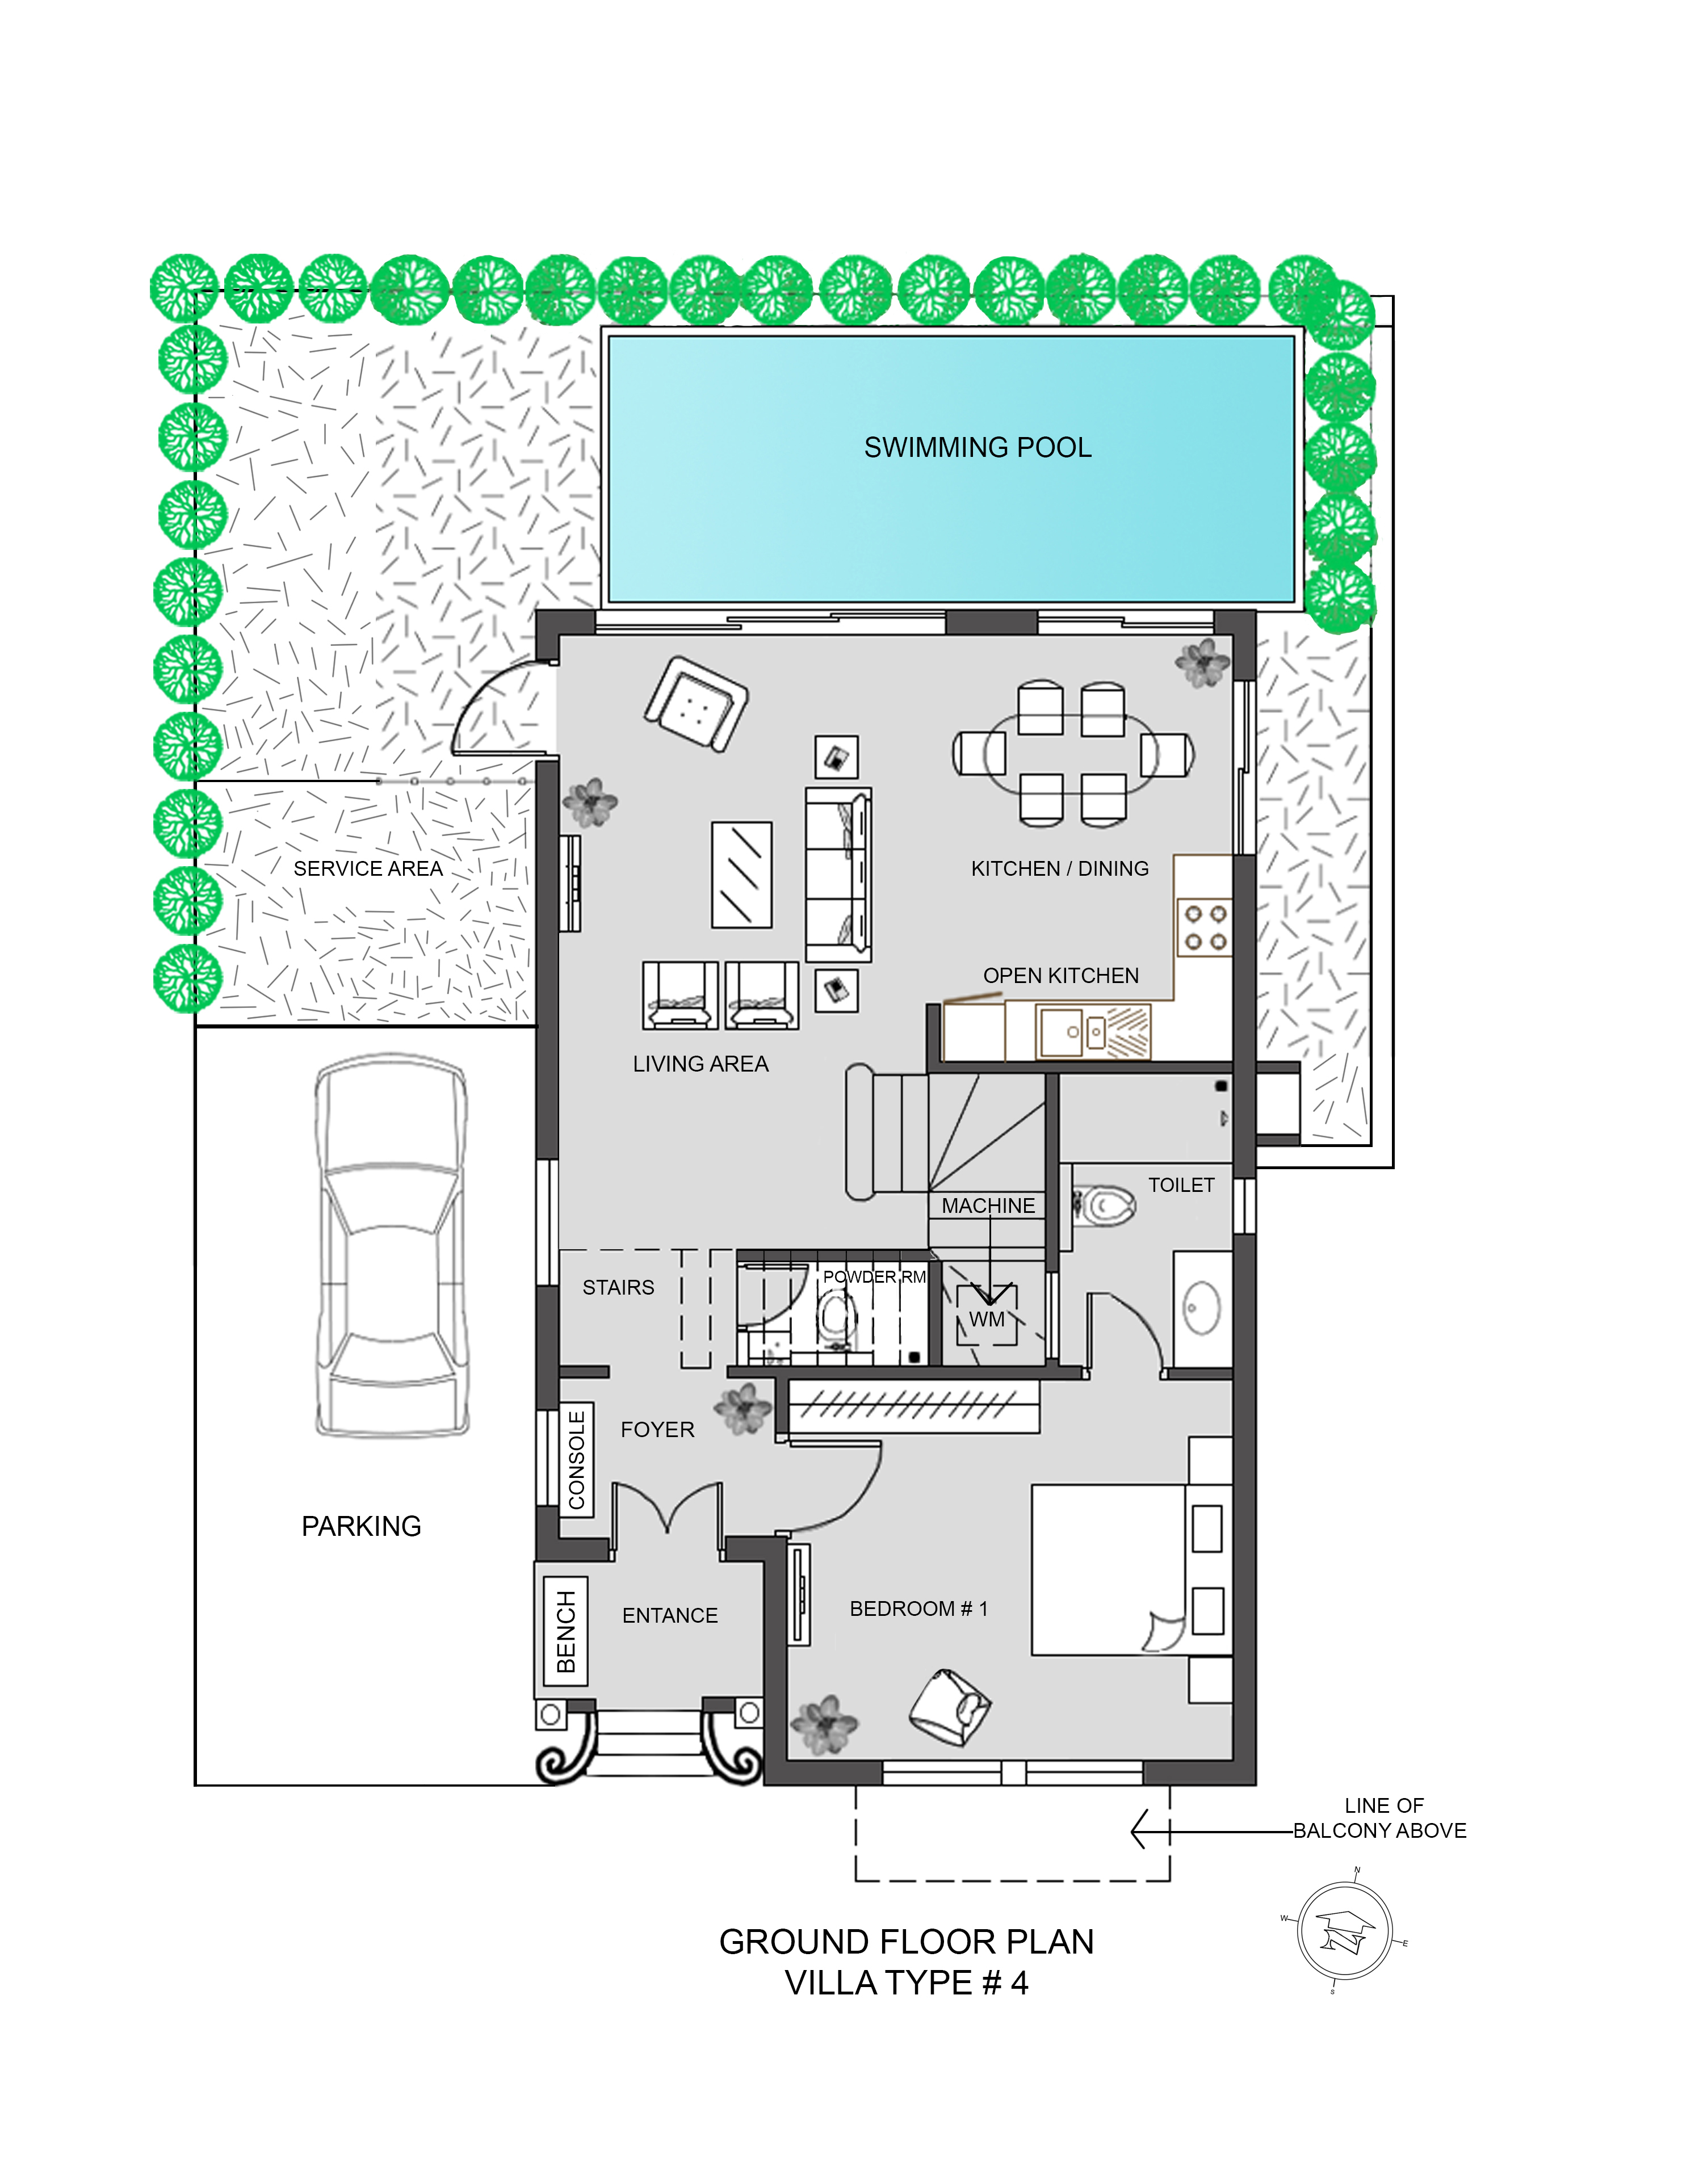 SWIMMING POOL
SERVICE AREA
KITCHEN / DINING
OPEN KITCHEN
LIVING AREA
TOILET
MACHINE
STAIRS
POWDER RM
WM
FOYER
CONSOLE
PARKING
BENCH
ENTANCE
BEDROOM # 1
LINE OF
BALCONY ABOVE
N
W
E
S
N
GROUND FLOOR PLAN
VILLA TYPE # 4